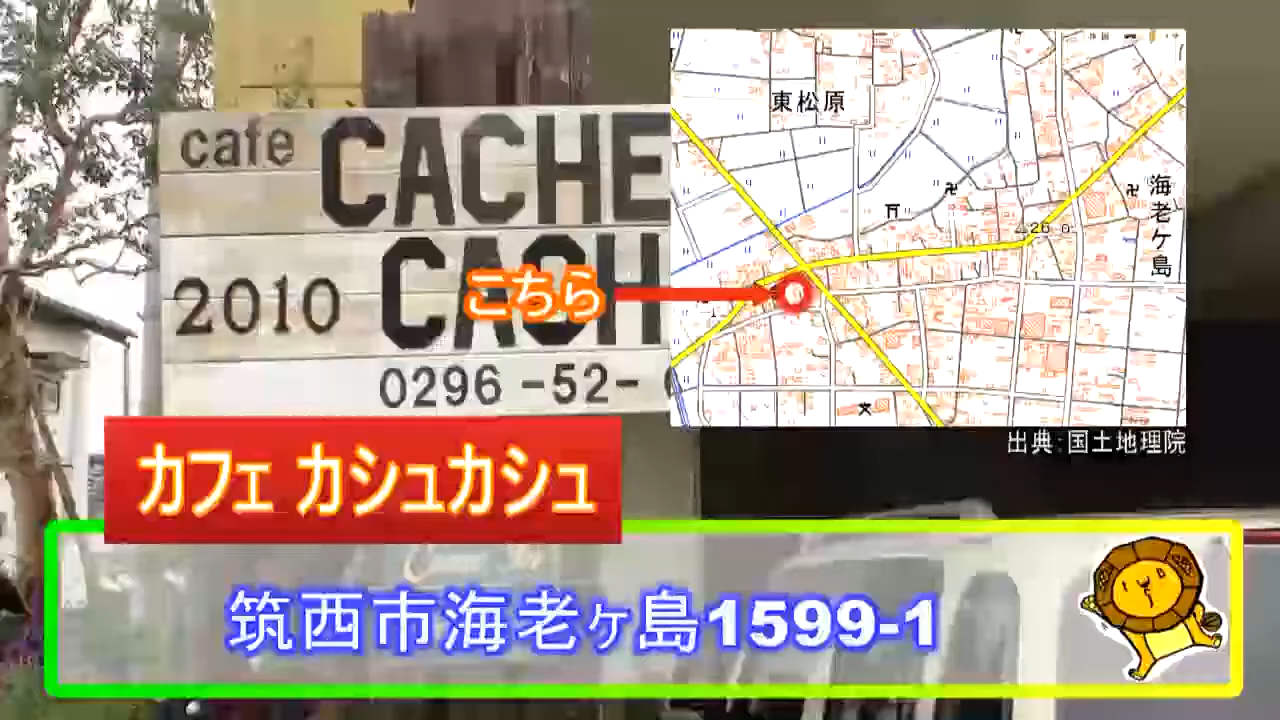 cafe CACHE
2010 CASH
0296-52-
こちら
東松原
海老ケ島
26
出典:国土地理院
カフェ カシュカシュ
筑西市海老ヶ島1599-1